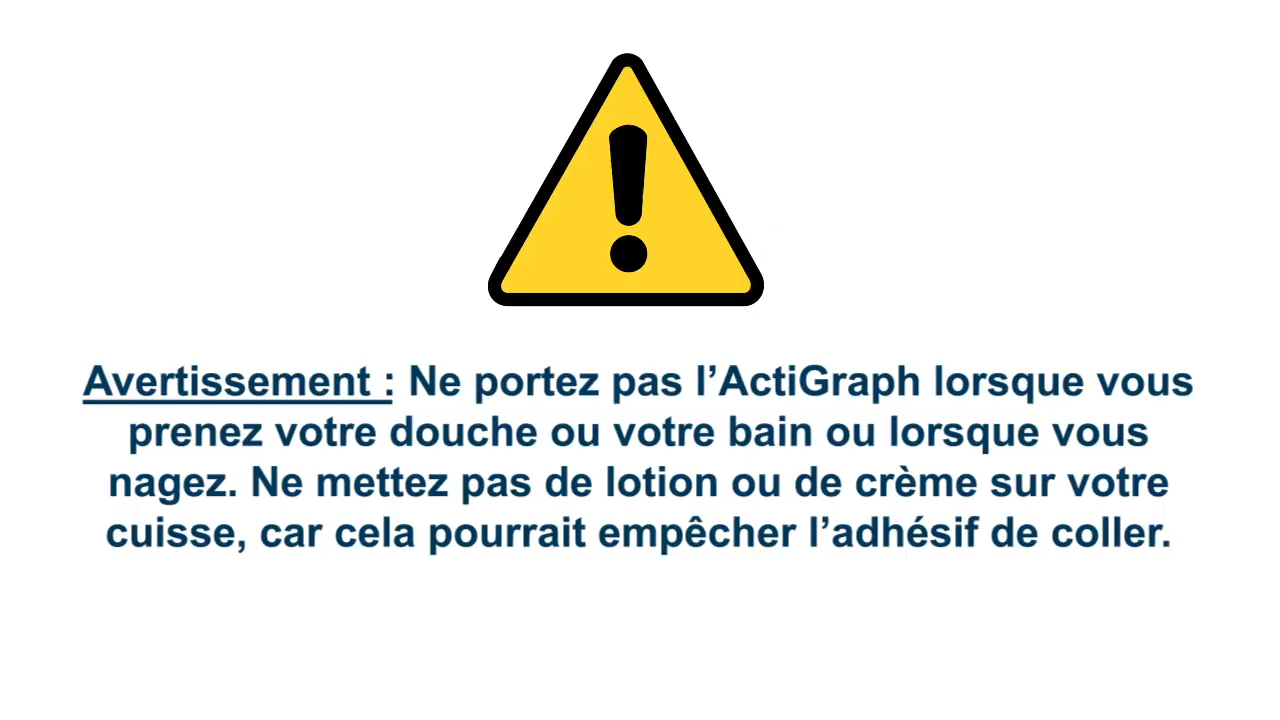 Avertissement : Ne portez pas l’ActiGraph lorsque vous
prenez votre douche ou votre bain ou lorsque vous
nagez. Ne mettez pas de lotion ou de crème sur votre
cuisse, car cela pourrait empêcher l’adhésif de coller.